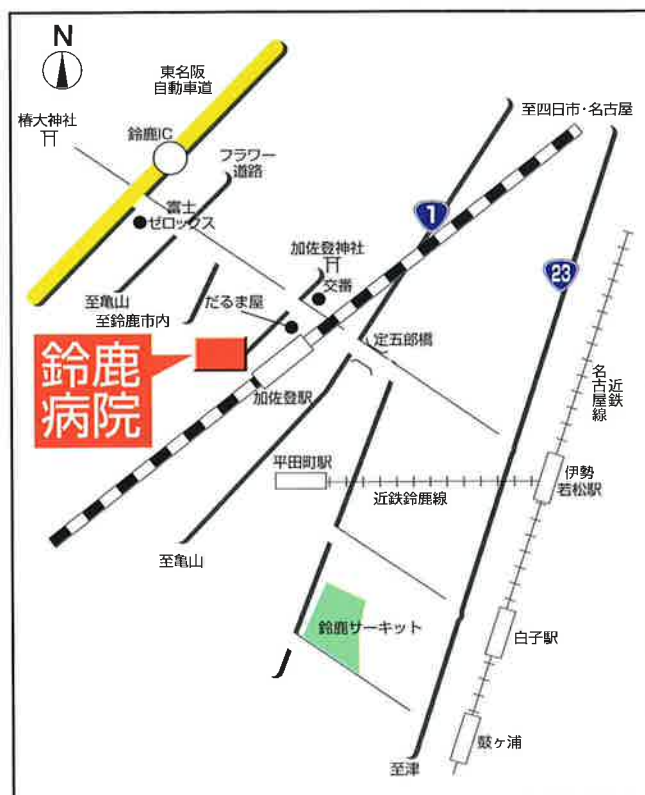 N
東名阪
自動車道
至四日市・名古屋
椿大神社
鈴鹿IC
フラワー
道路
富士
ゼロックス
1
加佐登神社
23
交番
至亀山
だるま屋
至鈴鹿市内
定五郎橋
鈴鹿
病院
加佐登駅
近鉄
名古屋線
平田町駅
伊勢
若松駅
近鉄鈴鹿線
至亀山
鈴鹿サーキット
白子駅
鼓ヶ浦
至津